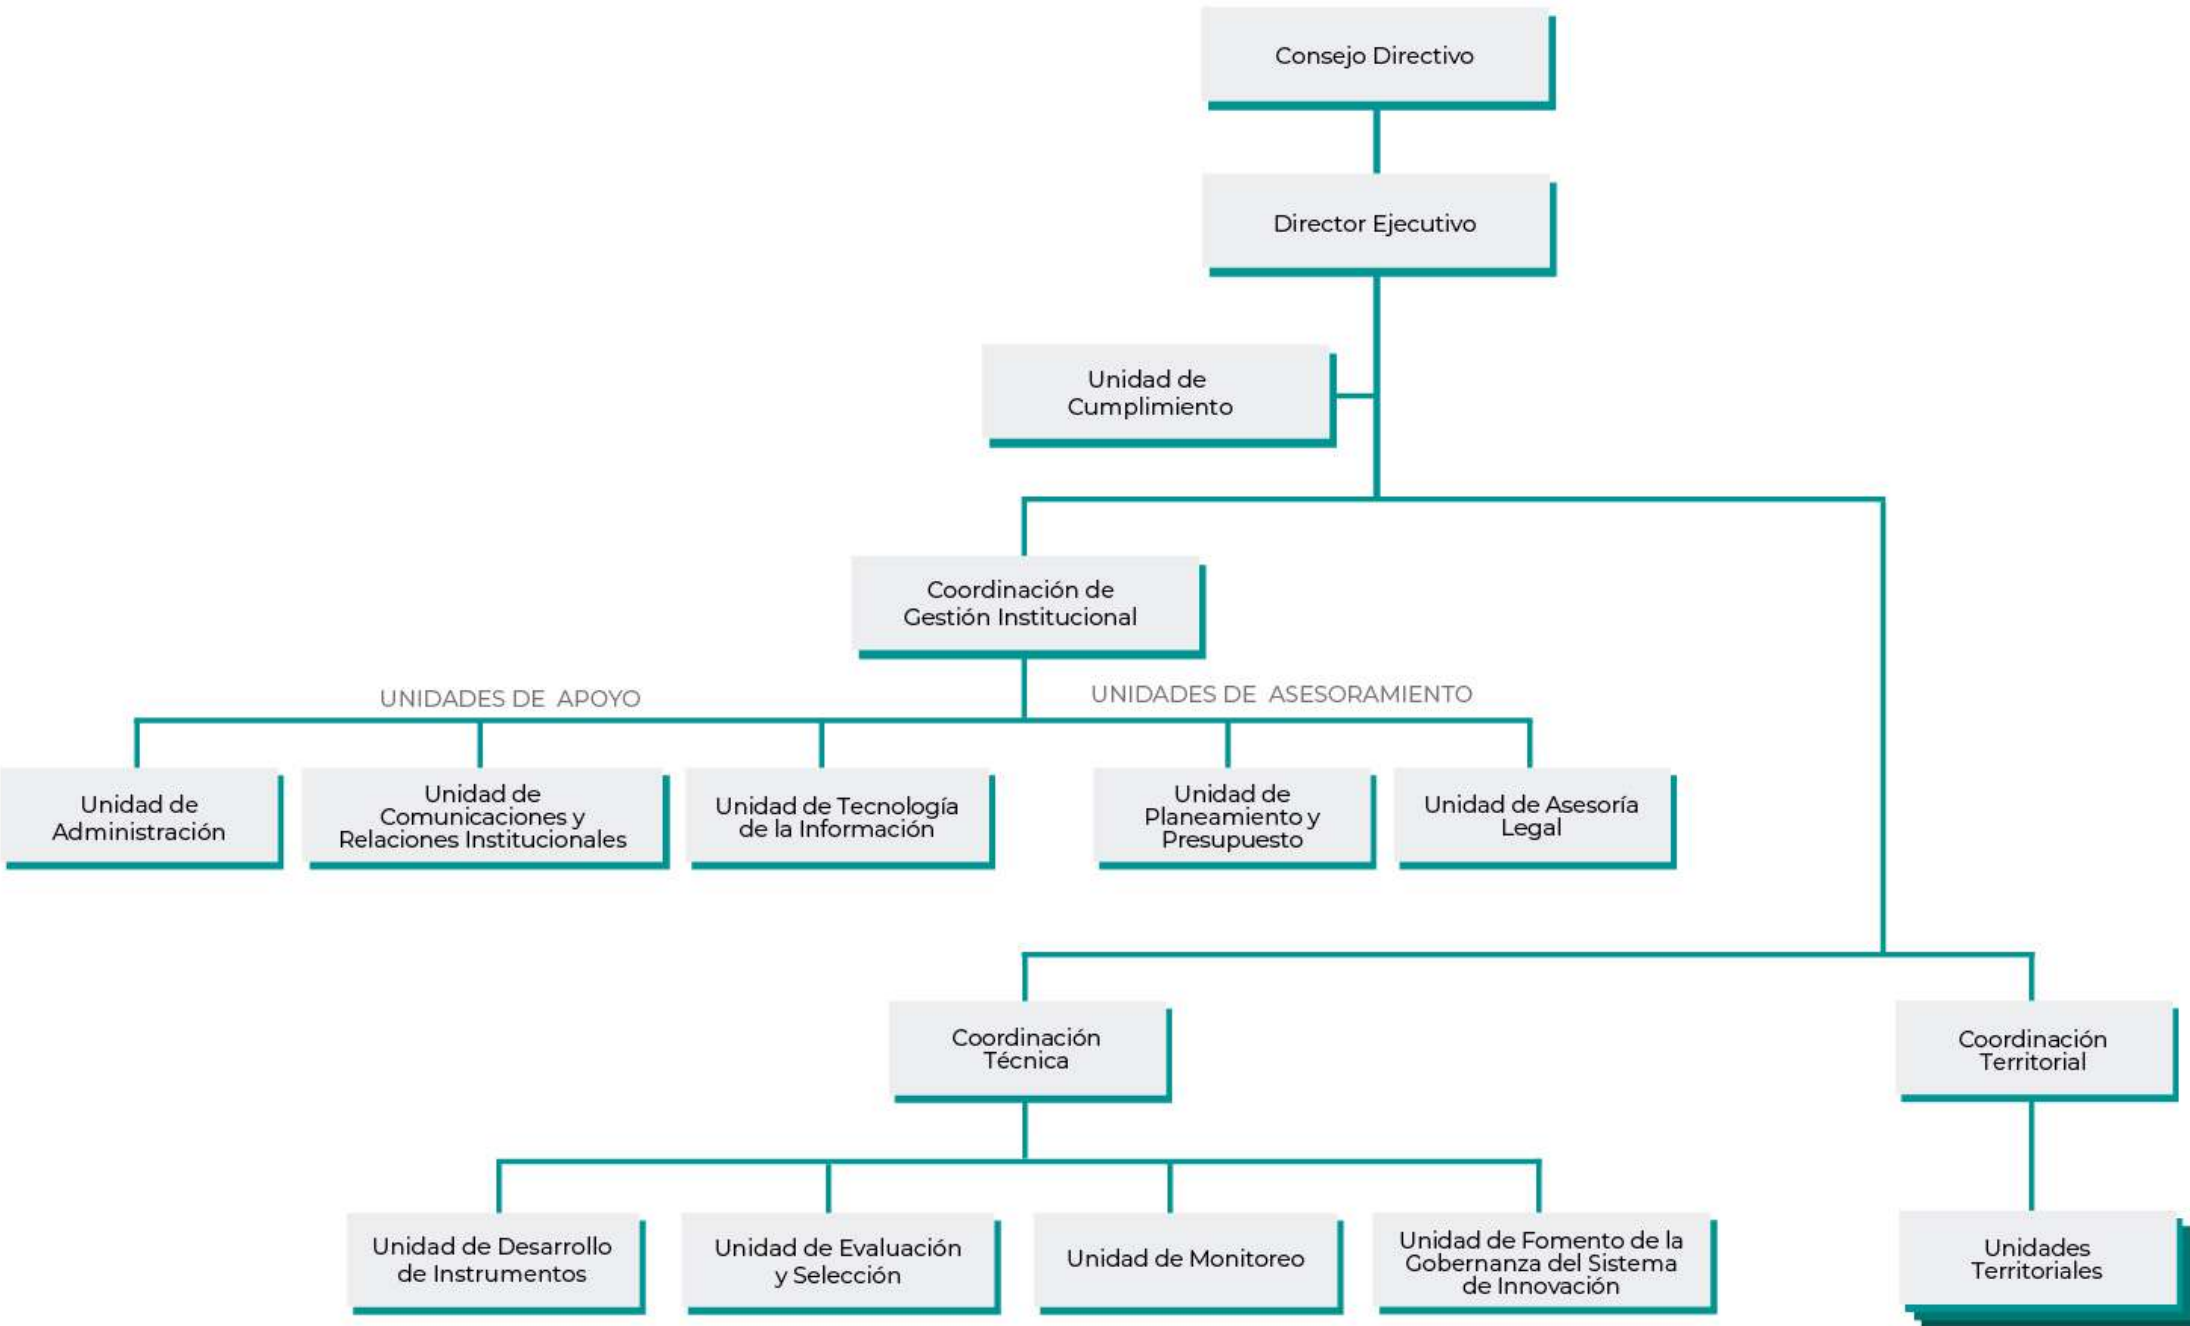 Consejo Directivo
Director Ejecutivo
Unidad de
Cumplimiento
Coordinación de
Gestión Institucional
UNIDADES DE APOYO
UNIDADES DE ASESORAMIENTO
Unidad de
Administración
Unidad de
Comunicaciones y
Relaciones Institucionales
Unidad de Tecnología
de la Información
Unidad de
Planeamiento y
Presupuesto
Unidad de Asesoría
Legal
Coordinación
Técnica
Coordinación
Territorial
Unidad de Desarrollo
de Instrumentos
Unidad de Evaluación
y Selección
Unidad de Monitoreo
Unidad de Fomento de la
Gobernanza del Sistema
de Innovación
Unidades
Territoriales